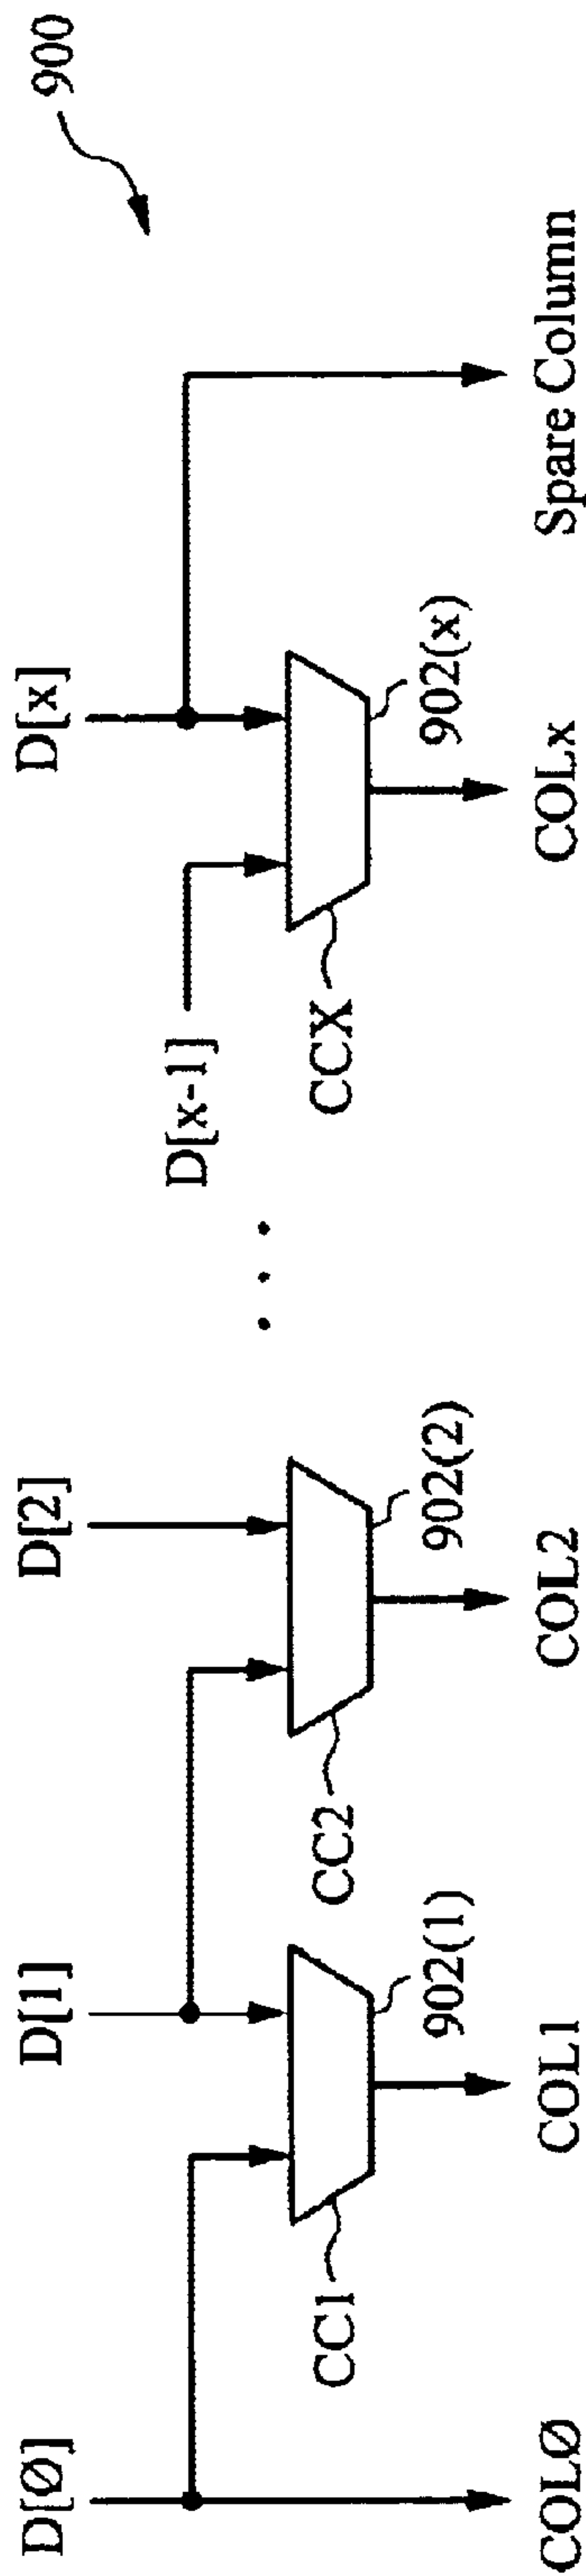 900
D[Ø]
D[1]
D[2]
D[x-1]
D[x]
CC1
902(1)
CC2
902(2)
. . .
CCX
902(x)
COLØ
COL1
COL2
COLx
Spare Column